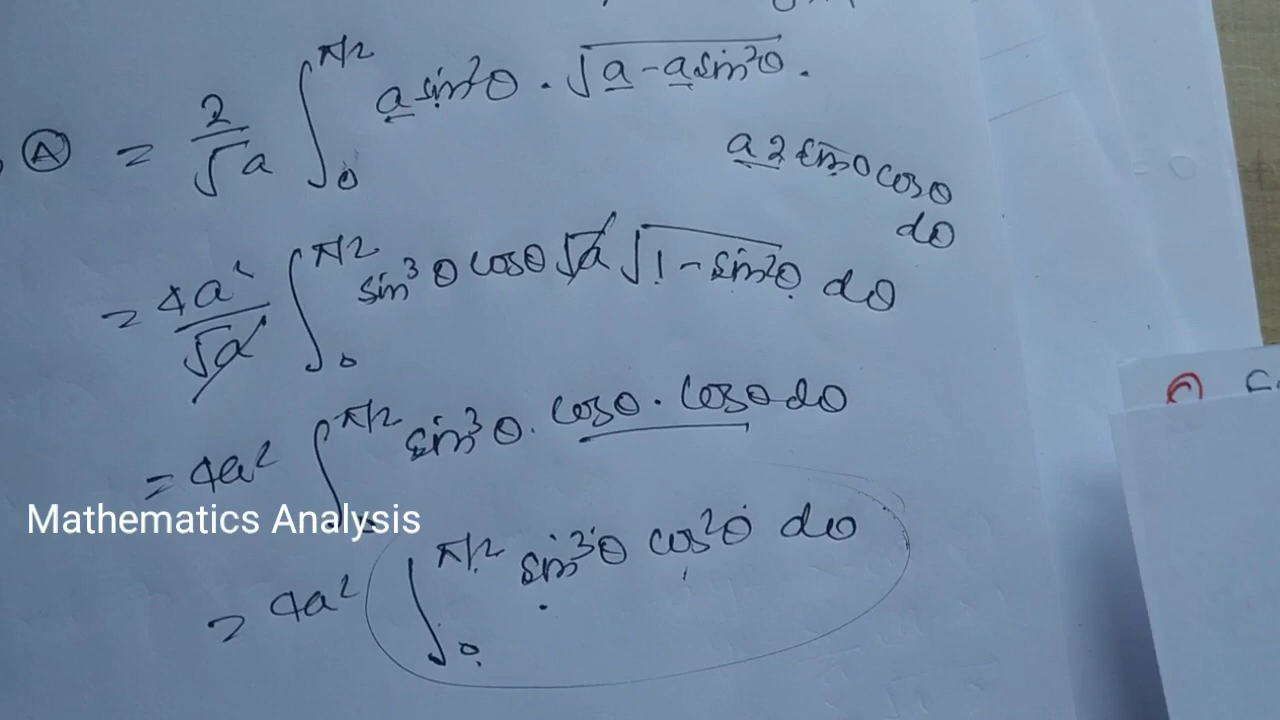 Ⓐ = 2/√a ∫₀^π/2 a sin²θ · √a - a sin²θ .
a 2 sinθ cosθ
dθ
= 4a²/√a ∫₀^π/2 sin³θ cosθ √a √1 - sin²θ dθ
= 4a² ∫₀^π/2 sin³θ . cosθ . cosθ dθ
Mathematics Analysis
= 4a² ∫₀^π/2 sin³θ cos²θ dθ